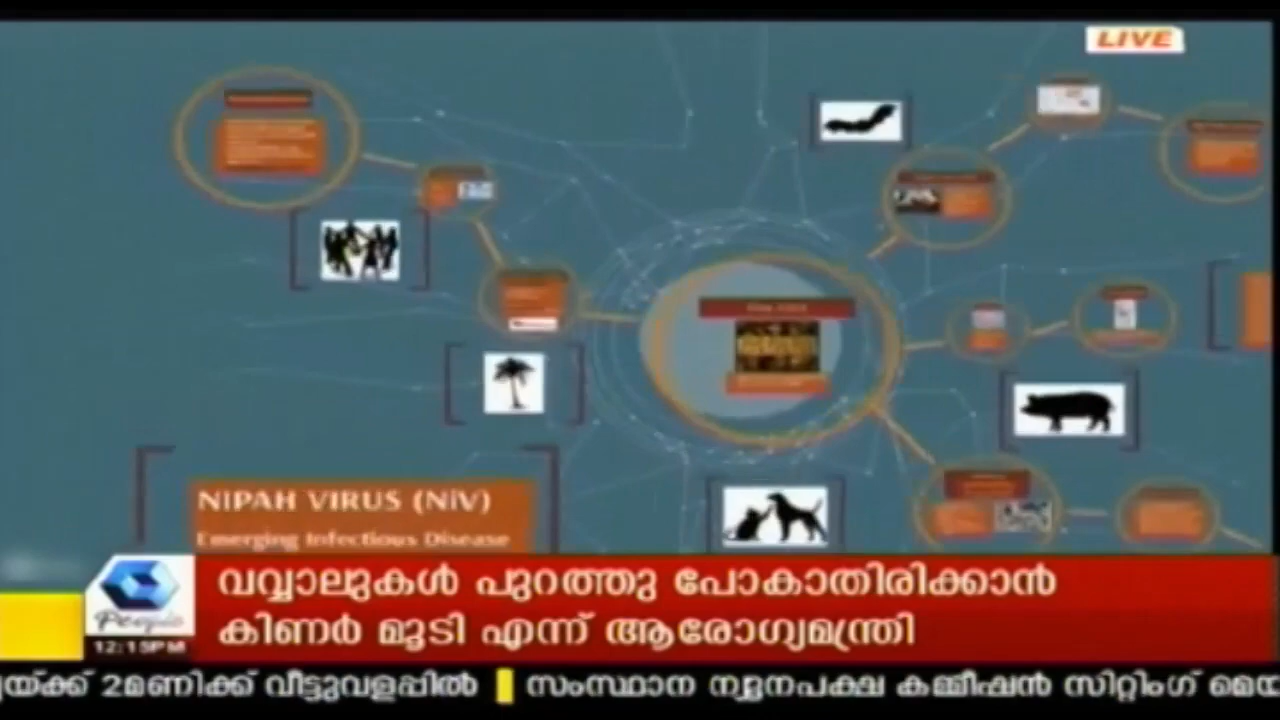 LIVE
NIPAH VIRUS (NiV)
Emerging Infectious Disease
വവ്വാലുകൾ പുറത്തു പോകാതിരിക്കാൻ
കിണർ മൂടി എന്ന് ആരോഗ്യമന്ത്രി
People
12:15PM
യ്ക്ക് 2മണിക്ക് വീട്ടുവളപ്പിൽ സംസ്ഥാന ന്യൂനപക്ഷ കമ്മീഷൻ സിറ്റിംഗ്